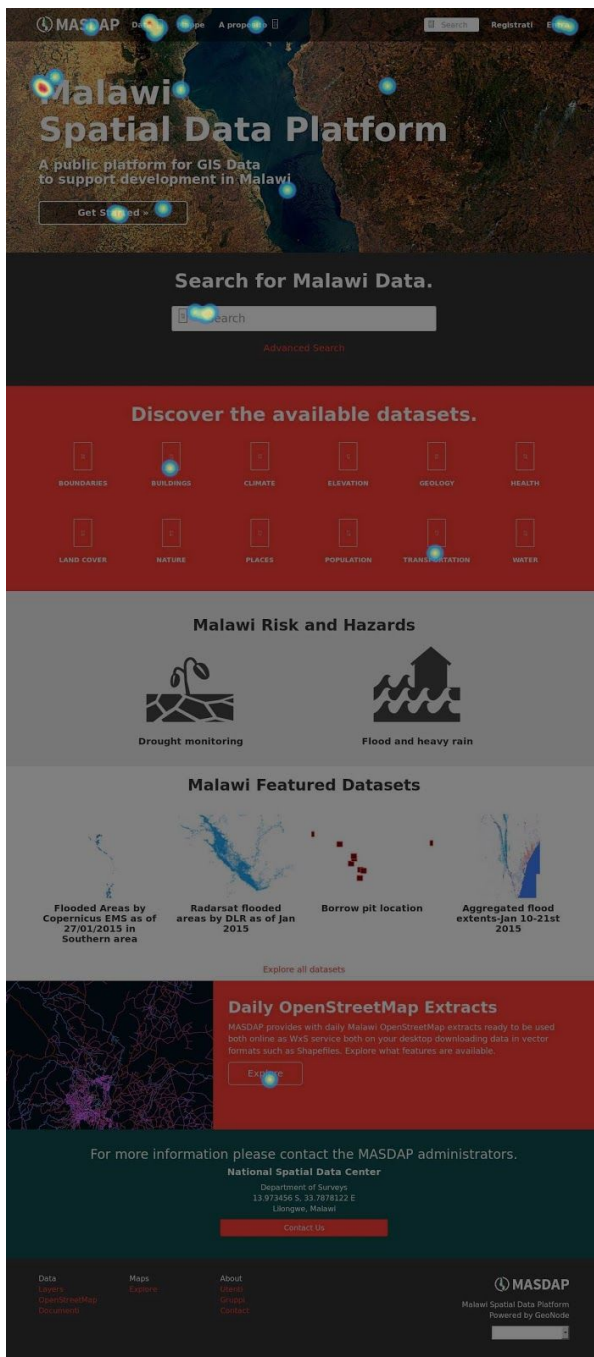 MASDAP
A proposito
Search
Registrati
Malawi
Spatial Data Platform
A public platform for GIS Data
to support development in Malawi
Get Started »
Search for Malawi Data.
Search
Advanced Search
Discover the available datasets.
BOUNDARIES BUILDINGS CLIMATE ELEVATION GEOLOGY HEALTH
LAND COVER NATURE PLACES POPULATION TRANSPORTATION WATER
Malawi Risk and Hazards
Drought monitoring Flood and heavy rain
Malawi Featured Datasets
Flooded Areas by
Copernicus EMS as of
27/01/2015 in
Southern area
Radarsat flooded
areas by DLR as of Jan
2015
Borrow pit location
Aggregated flood
extents-Jan 10-21st
2015
Explore all datasets
Daily OpenStreetMap Extracts
MASDAP provides with daily Malawi OpenStreetMap extracts ready to be used
both online as WxS service both on your desktop downloading data in vector
formats such as Shapefiles. Explore what features are available.
Explore
For more information please contact the MASDAP administrators.
National Spatial Data Center
Department of Surveys
13.973456 S, 33.7878122 E
Lilongwe, Malawi
Contact Us
Data
Layers
OpenStreetMap
Documenti
Maps
Explore
About
Utenti
Gruppi
Contact
MASDAP
Malawi Spatial Data Platform
Powered by GeoNode